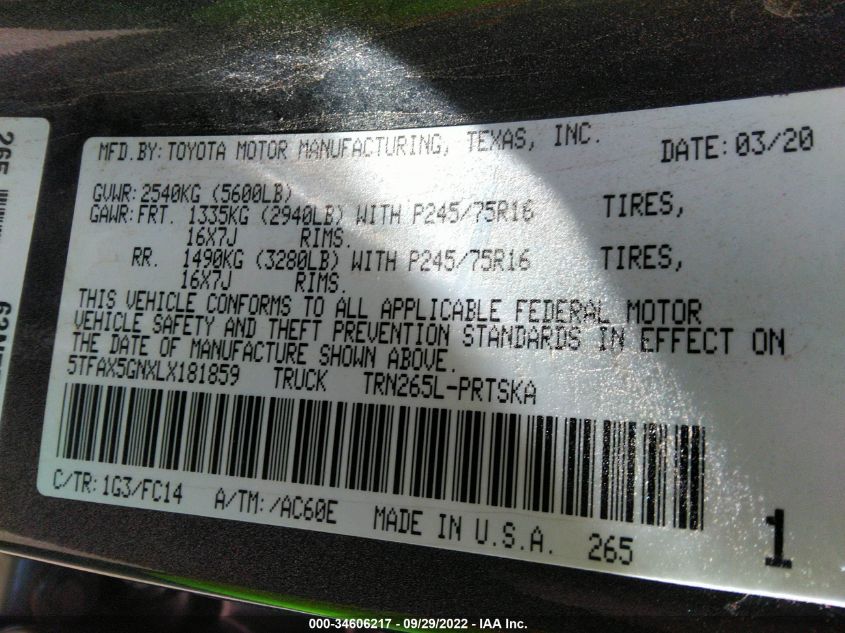 MFD. BY: TOYOTA MOTOR MANUFACTURING, TEXAS, INC. DATE: 03/20
GVWR: 2540KG (5600LB)
GAWR: FRT. 1335KG (2940LB) WITH P245/75R16 TIRES,
16X7J RIMS.
RR. 1490KG (3280LB) WITH P245/75R16 TIRES,
16X7J RIMS.
THIS VEHICLE CONFORMS TO ALL APPLICABLE FEDERAL MOTOR
VEHICLE SAFETY AND THEFT PREVENTION STANDARDS IN EFFECT ON
THE DATE OF MANUFACTURE SHOWN ABOVE.
5TFAX5GNXLX181859 TRUCK TRN265L-PRTSKA
C/TR: 1G3/FC14 A/TM: /AC60E MADE IN U.S.A. 265 1
265
000-34606217 - 09/29/2022 - IAA Inc.